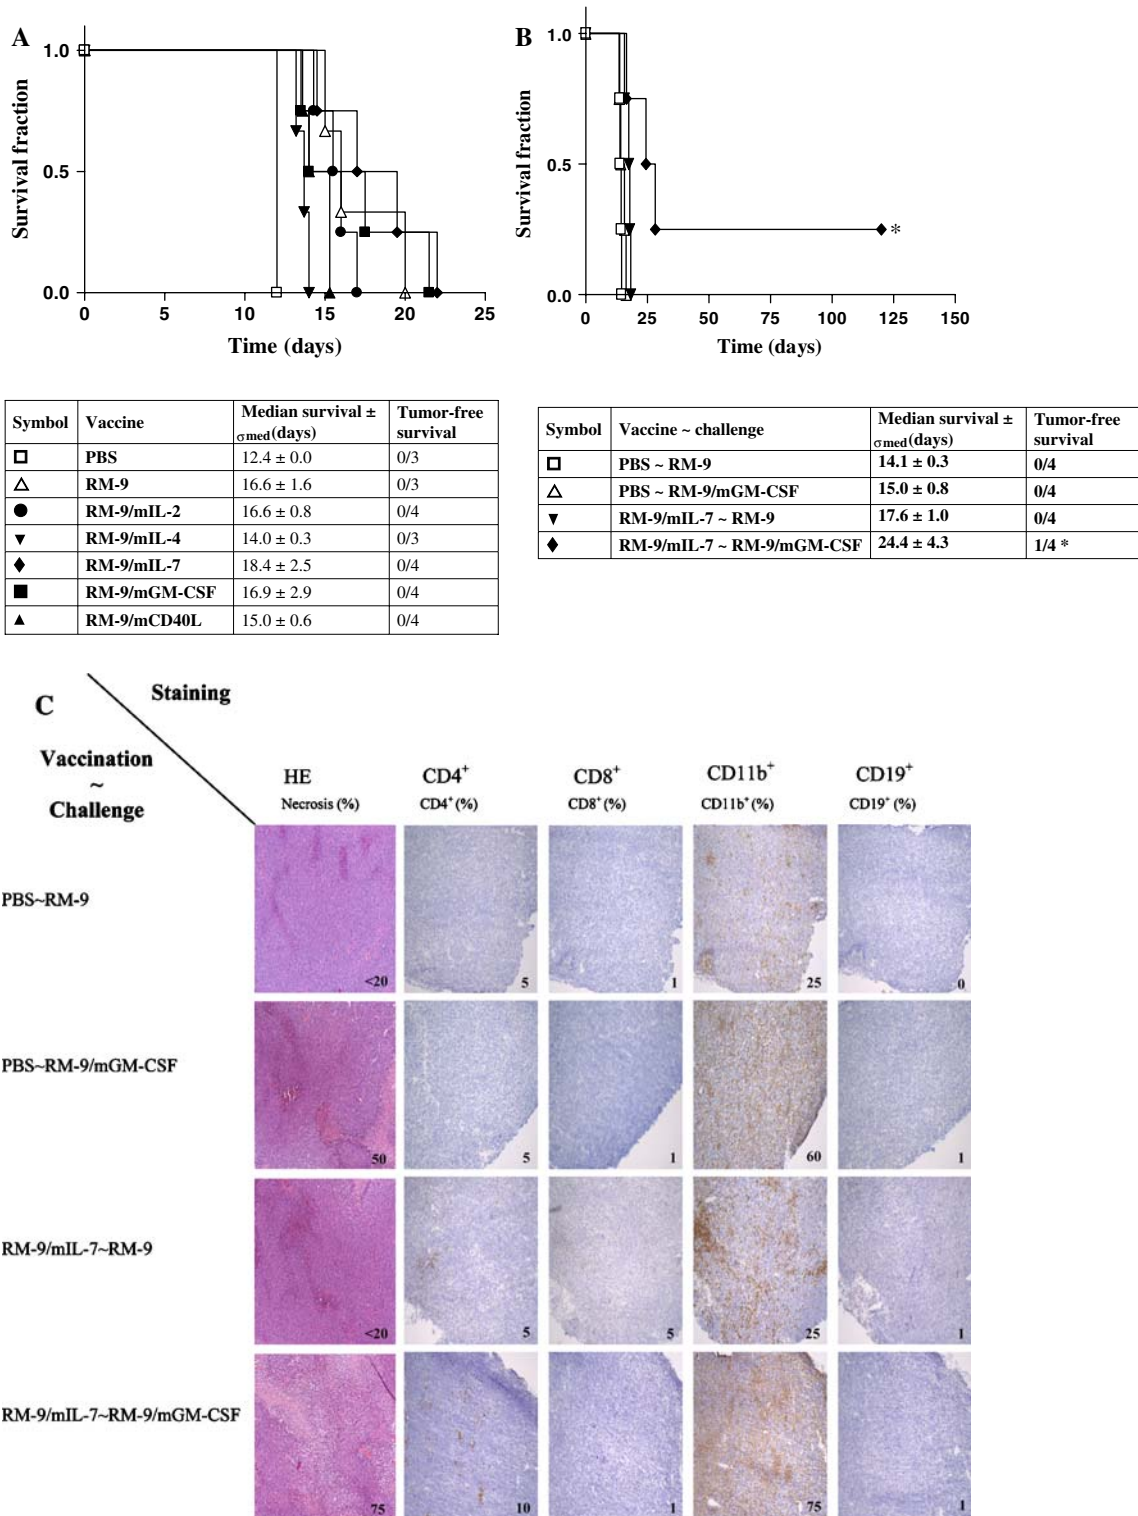 A
1.0
0.5
0.0
Survival fraction
0
5
10
15
20
25
Time (days)
B
1.0
0.5
0.0
Survival fraction
*
0
25
50
75
100
125
150
Time (days)
Symbol Vaccine Median survival ± σmed(days) Tumor-free survival
PBS 12.4 ± 0.0 0/3
RM-9 16.6 ± 1.6 0/3
RM-9/mIL-2 16.6 ± 0.8 0/4
RM-9/mIL-4 14.0 ± 0.3 0/3
RM-9/mIL-7 18.4 ± 2.5 0/4
RM-9/mGM-CSF 16.9 ± 2.9 0/4
RM-9/mCD40L 15.0 ± 0.6 0/4
Symbol Vaccine ~ challenge Median survival ± σmed(days) Tumor-free survival
PBS ~ RM-9 14.1 ± 0.3 0/4
PBS ~ RM-9/mGM-CSF 15.0 ± 0.8 0/4
RM-9/mIL-7 ~ RM-9 17.6 ± 1.0 0/4
RM-9/mIL-7 ~ RM-9/mGM-CSF 24.4 ± 4.3 1/4 *
C
Staining
Vaccination
~
Challenge
HE CD4+ CD8+ CD11b+ CD19+
Necrosis (%) CD4+ (%) CD8+ (%) CD11b+ (%) CD19+ (%)
PBS~RM-9
<20 5 1 25 0
PBS~RM-9/mGM-CSF
50 5 1 60 1
RM-9/mIL-7~RM-9
<20 5 5 25 1
RM-9/mIL-7~RM-9/mGM-CSF
75 10 1 75 1